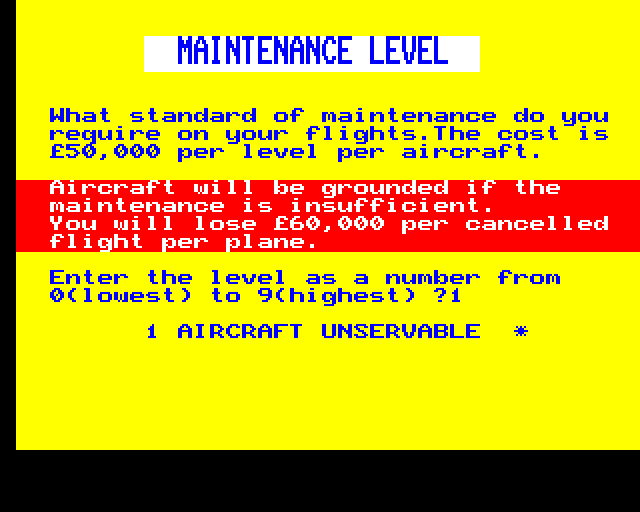 MAINTENANCE LEVEL
What standard of maintenance do you
require on your flights.The cost is
£50,000 per level per aircraft.
Aircraft will be grounded if the
maintenance is insufficient.
You will lose £60,000 per cancelled
flight per plane.
Enter the level as a number from
0(lowest) to 9(highest) ?1
1 AIRCRAFT UNSERVABLE  *